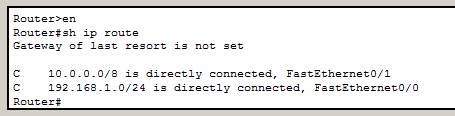 Router>en
Router#sh ip route
Gateway of last resort is not set
C    10.0.0.0/8 is directly connected, FastEthernet0/1
C    192.168.1.0/24 is directly connected, FastEthernet0/0
Router#